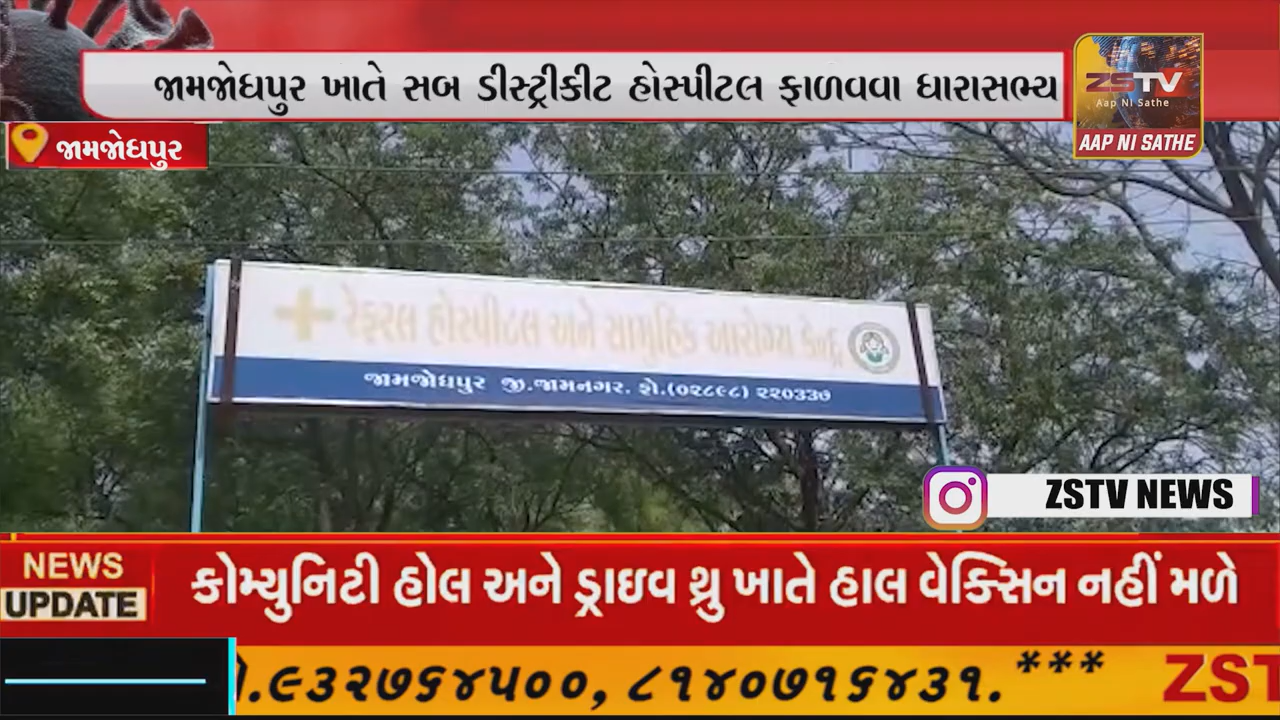 જામજોધપુર ખાતે સબ ડીસ્ટ્રીકીટ હોસ્પીટલ ફાળવવા ધારાસભ્ય
ZSTV
Aap Ni Sathe
AAP NI SATHE
જામજોધપુર
રેફરલ હોસ્પીટલ અને સામુહિક આરોગ્ય કેન્દ્ર
જામજોધપુર જી.જામનગર. ફો.(૦૨૮૯૮) ૨૨૦૩૩૭
ZSTV NEWS
NEWS
UPDATE
કોમ્યુનિટી હોલ અને ડ્રાઇવ થ્રુ ખાતે હાલ વેક્સિન નહીં મળે
.૯૩૨૭૬૪૫૦૦, ૮૧૪૦૭૧૬૪૩૧. *** ZST